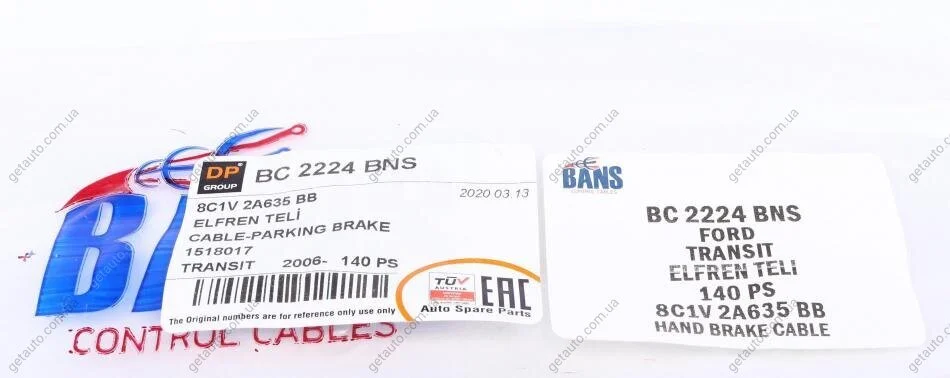 DP GROUP
BC 2224 BNS
2020 03 13
8C1V 2A635 BB
ELFREN TELİ
CABLE-PARKING BRAKE
1518017
TRANSIT 2006- 140 PS
The Original numbers are for reference only use only
TÜV
AUSTRIA
EAC
Auto Spare Parts
CONTROL CABLES
BANS
CONTROL CABLES
BC 2224 BNS
FORD
TRANSIT
ELFREN TELİ
140 PS
8C1V 2A635 BB
HAND BRAKE CABLE
getauto.com.ua